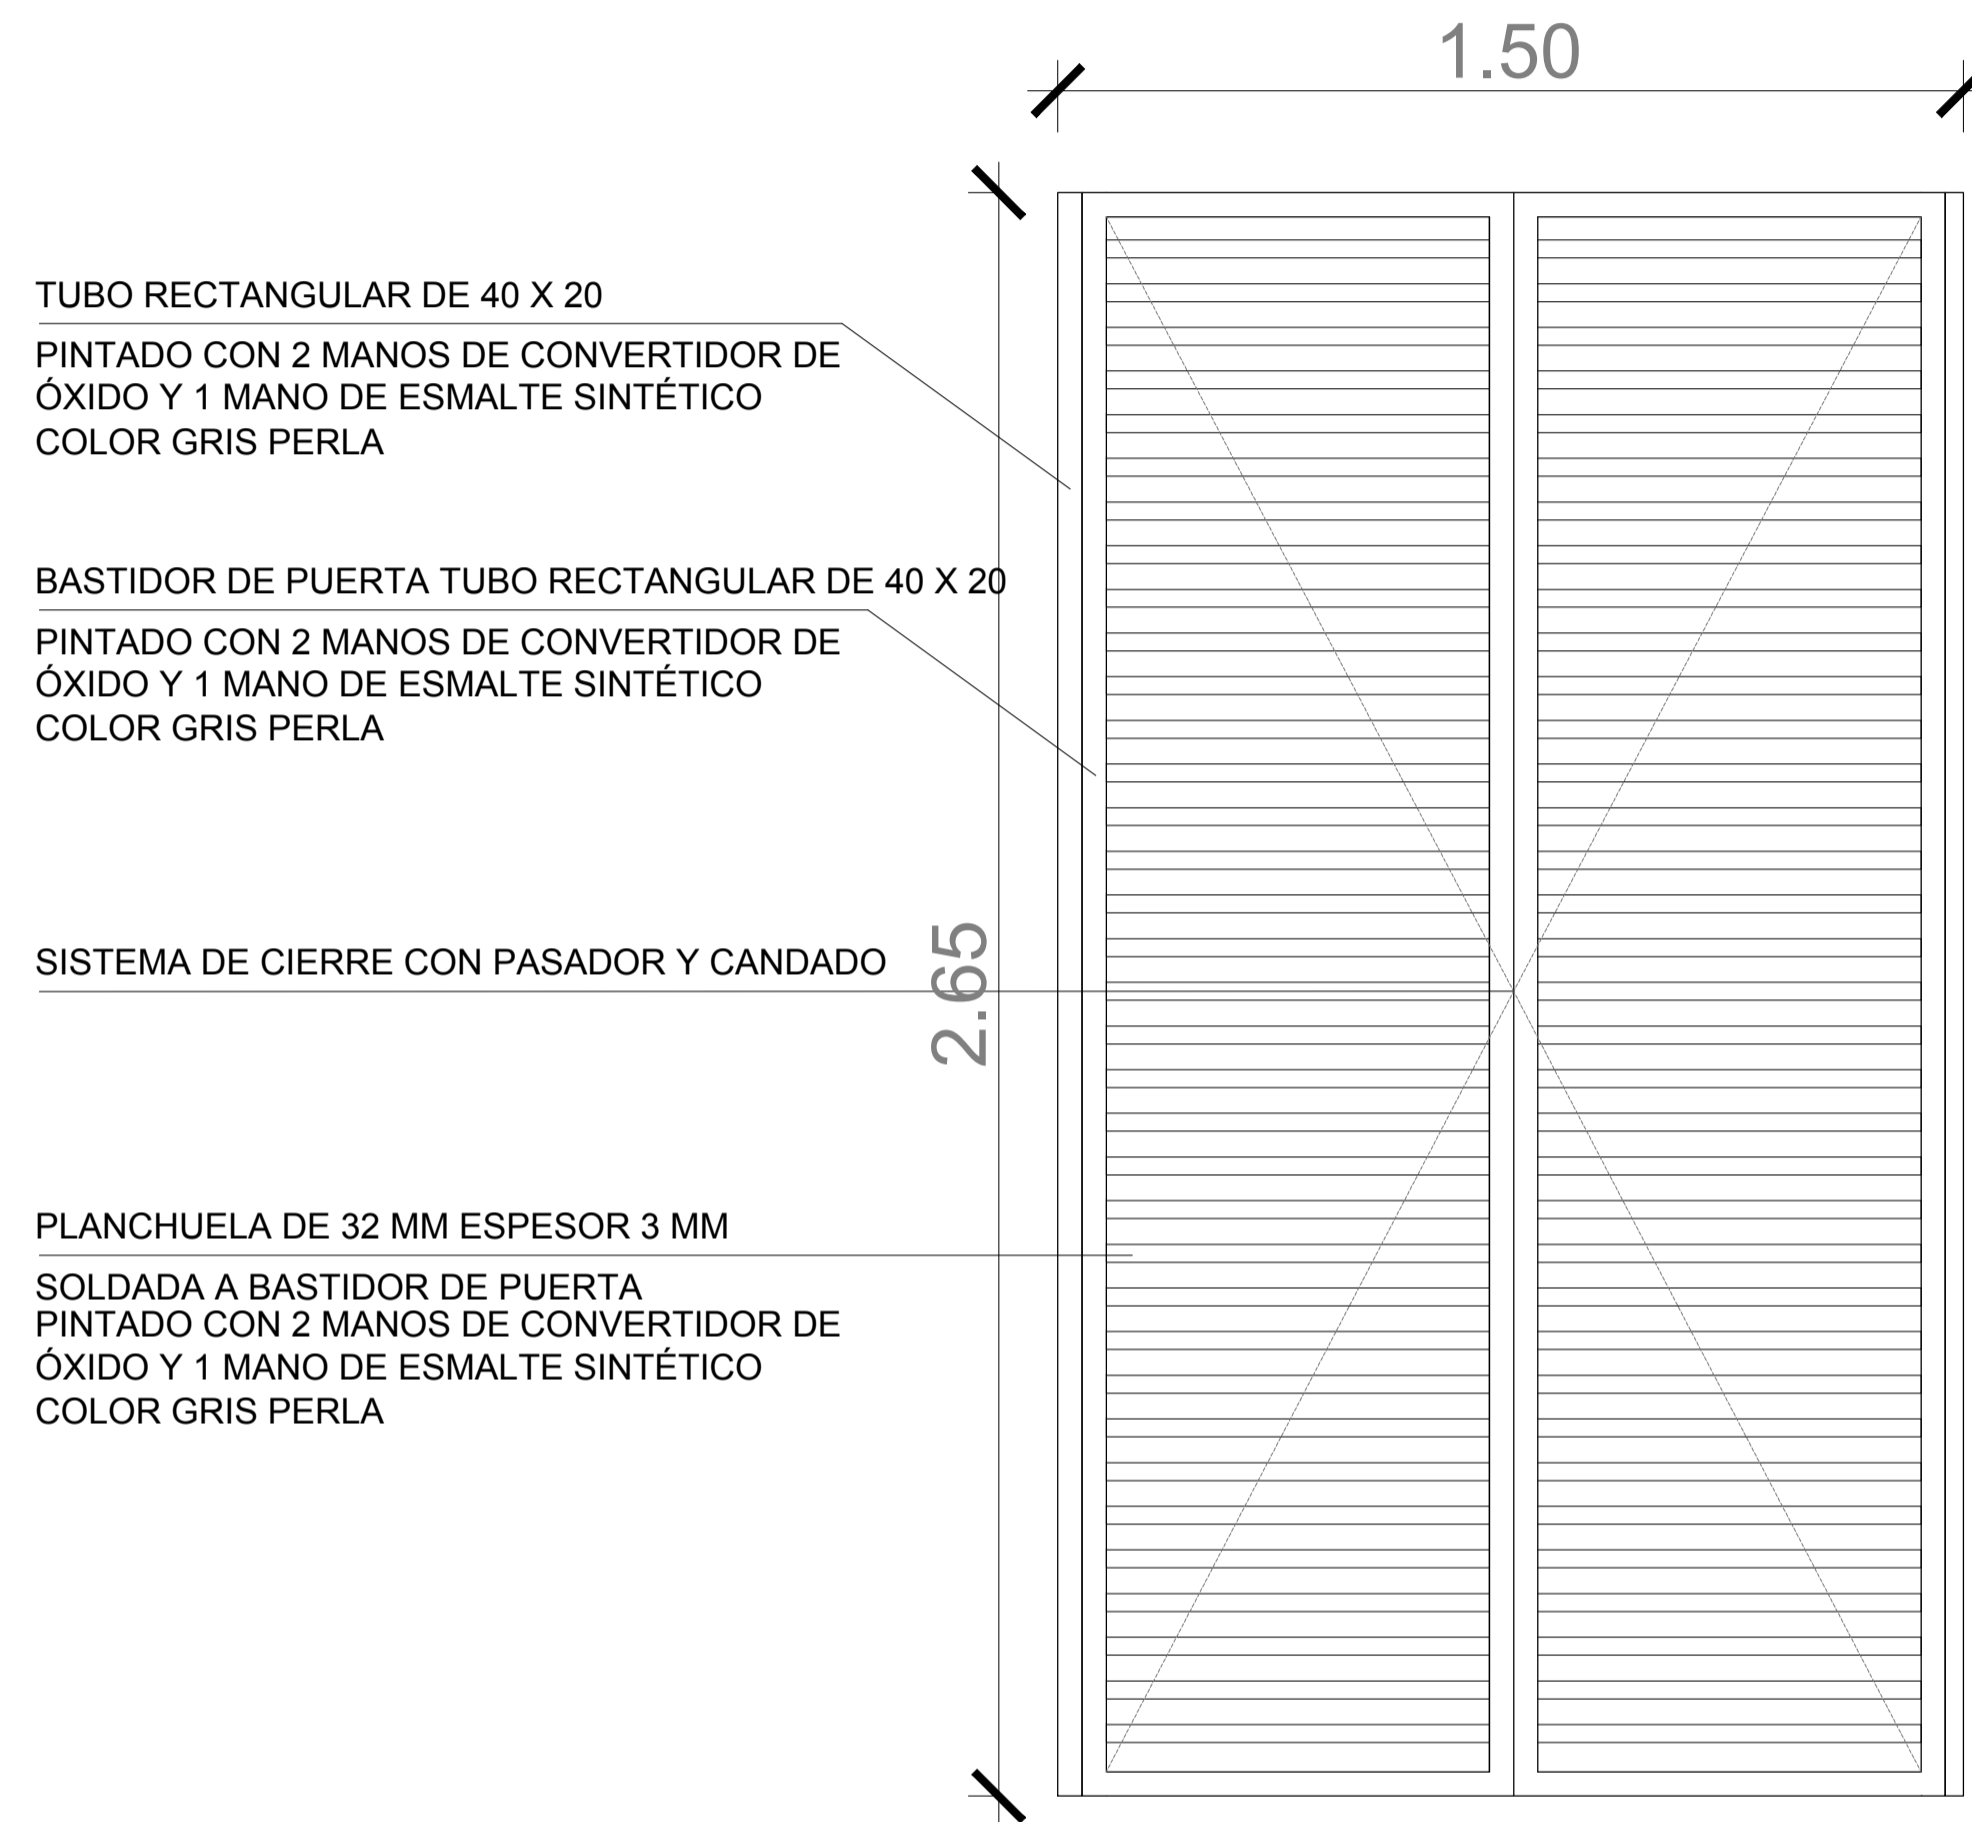 1.50
TUBO RECTANGULAR DE 40 X 20
PINTADO CON 2 MANOS DE CONVERTIDOR DE
ÓXIDO Y 1 MANO DE ESMALTE SINTÉTICO
COLOR GRIS PERLA
BASTIDOR DE PUERTA TUBO RECTANGULAR DE 40 X 20
PINTADO CON 2 MANOS DE CONVERTIDOR DE
ÓXIDO Y 1 MANO DE ESMALTE SINTÉTICO
COLOR GRIS PERLA
SISTEMA DE CIERRE CON PASADOR Y CANDADO
2.65
PLANCHUELA DE 32 MM ESPESOR 3 MM
SOLDADA A BASTIDOR DE PUERTA
PINTADO CON 2 MANOS DE CONVERTIDOR DE
ÓXIDO Y 1 MANO DE ESMALTE SINTÉTICO
COLOR GRIS PERLA